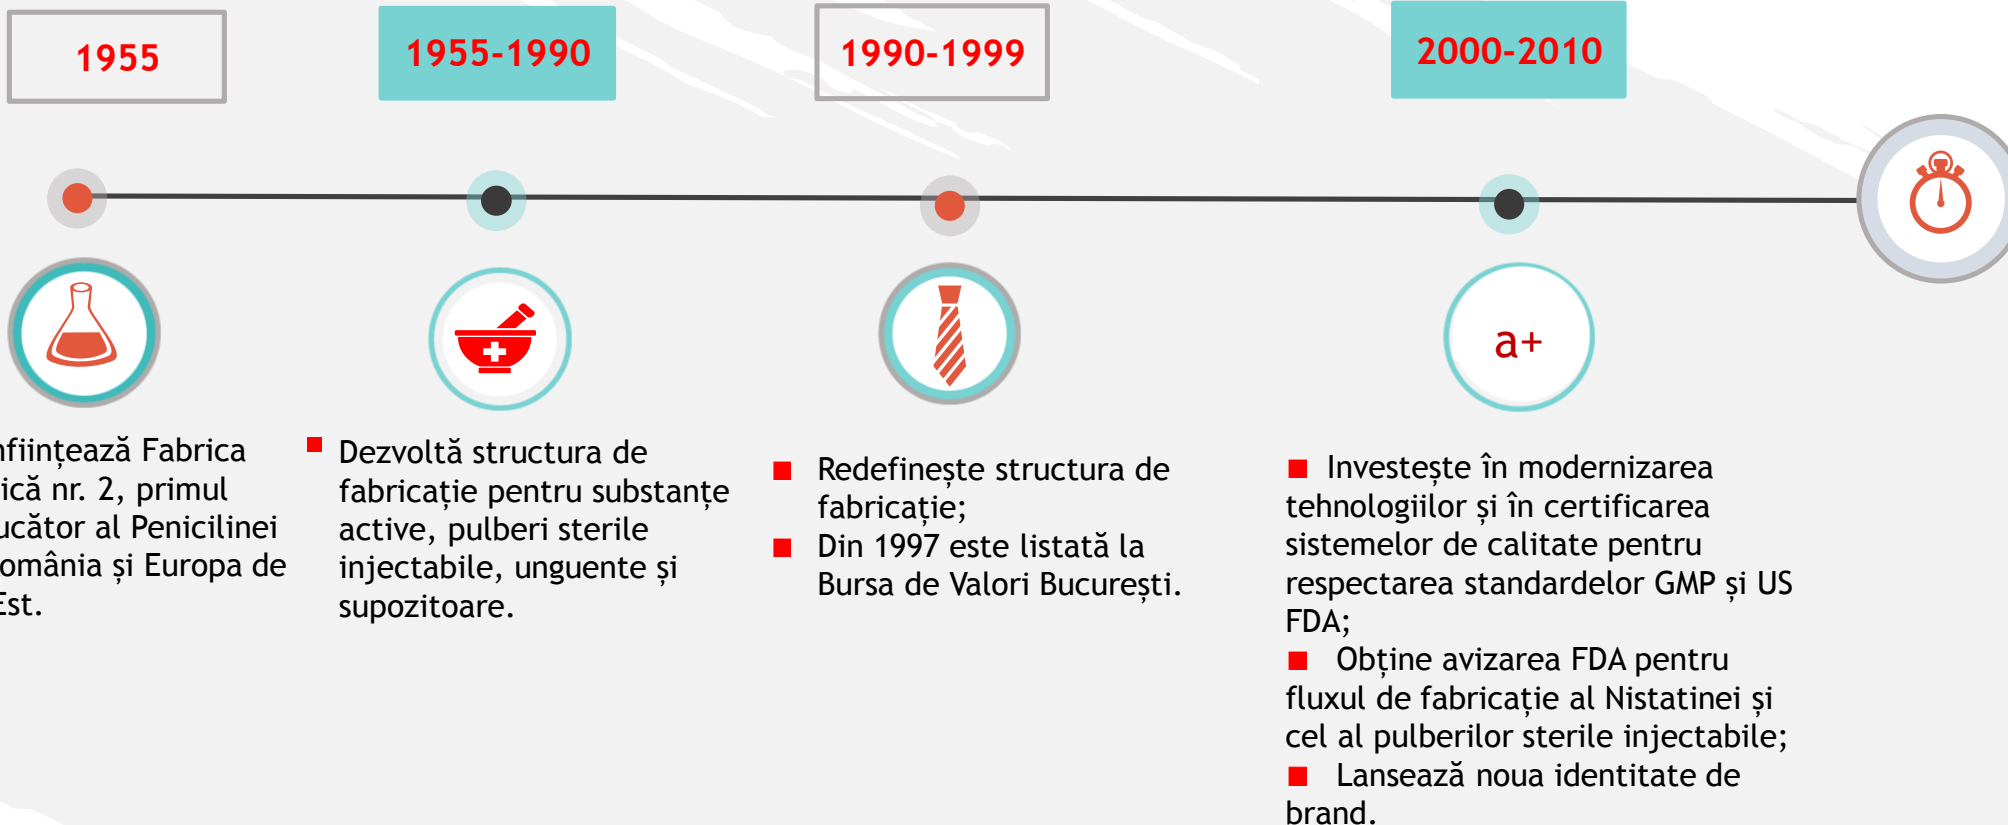 1955
1955-1990
1990-1999
2000-2010
a+
Fabrica
nr. 2, primul
al Penicilinei
și Europa de
Est.
Dezvoltă structura de
fabricație pentru substanțe
active, pulberi sterile
injectabile, unguente și
supozitoare.
Redefinește structura de
fabricație;
Din 1997 este listată la
Bursa de Valori București.
Investește în modernizarea
tehnologiilor și în certificarea
sistemelor de calitate pentru
respectarea standardelor GMP și US
FDA;
Obține avizarea FDA pentru
fluxul de fabricație al Nistatinei și
cel al pulberilor sterile injectabile;
Lansează noua identitate de
brand.